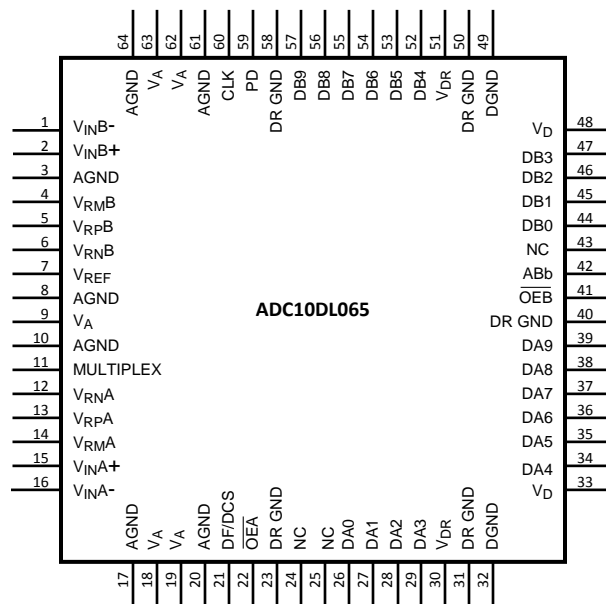 64 63 62 61 60 59 58 57 56 55 54 53 52 51 50 49
AGND VA VA AGND CLK PD DR GND DB9 DB8 DB7 DB6 DB5 DB4 VDR DR GND DGND
1 VINB-
2 VINB+
3 AGND
4 VRMB
5 VRPB
6 VRNB
7 VREF
8 AGND
9 VA
10 AGND
11 MULTIPLEX
12 VRNA
13 VRPA
14 VRMA
15 VINA+
16 VINA-
ADC10DL065
VD 48
DB3 47
DB2 46
DB1 45
DB0 44
NC 43
ABb 42
OEB 41
DR GND 40
DA9 39
DA8 38
DA7 37
DA6 36
DA5 35
DA4 34
VD 33
AGND VA VA AGND DF/DCS OEA DR GND NC NC DA0 DA1 DA2 DA3 VDR DR GND DGND
17 18 19 20 21 22 23 24 25 26 27 28 29 30 31 32